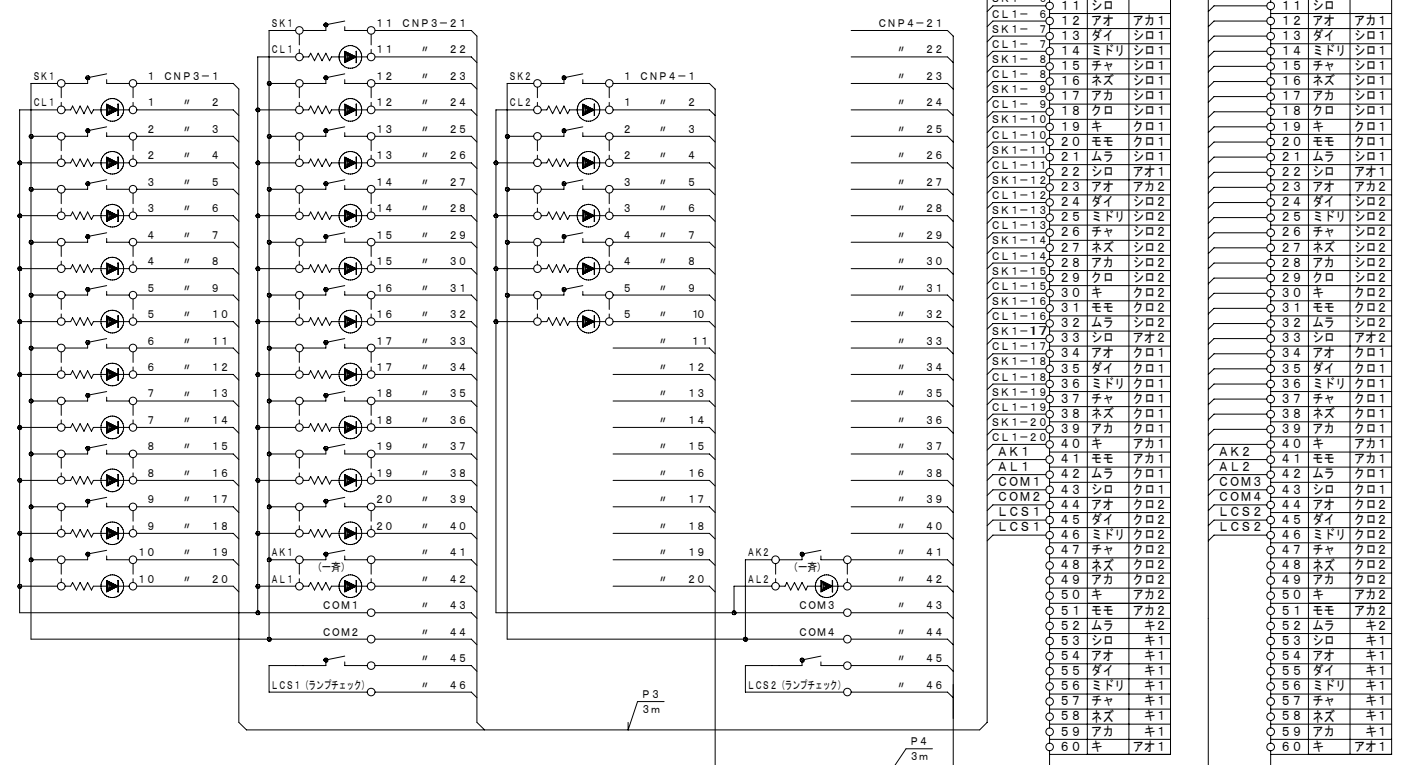 SK1 1 CNP3-1
CL1 1 〃 2
2 〃 3
2 〃 4
3 〃 5
3 〃 6
4 〃 7
4 〃 8
5 〃 9
5 〃 10
6 〃 11
6 〃 12
7 〃 13
7 〃 14
8 〃 15
8 〃 16
9 〃 17
9 〃 18
10 〃 19
10 〃 20
SK1 11 CNP3-21
CL1 11 〃 22
12 〃 23
12 〃 24
13 〃 25
13 〃 26
14 〃 27
14 〃 28
15 〃 29
15 〃 30
16 〃 31
16 〃 32
17 〃 33
17 〃 34
18 〃 35
18 〃 36
19 〃 37
19 〃 38
20 〃 39
20 〃 40
AK1 (一斉) 〃 41
AL1 〃 42
COM1 〃 43
COM2 〃 44
〃 45
LCS1 (ランプチェック) 〃 46
SK2 1 CNP4-1
CL2 1 〃 2
2 〃 3
2 〃 4
3 〃 5
3 〃 6
4 〃 7
4 〃 8
5 〃 9
5 〃 10
〃 11
〃 12
〃 13
〃 14
〃 15
〃 16
〃 17
〃 18
〃 19
〃 20
CNP4-21
〃 22
〃 23
〃 24
〃 25
〃 26
〃 27
〃 28
〃 29
〃 30
〃 31
〃 32
〃 33
〃 34
〃 35
〃 36
〃 37
〃 38
〃 39
〃 40
AK2 (一斉) 〃 41
AL2 〃 42
COM3 〃 43
COM4 〃 44
〃 45
LCS2 (ランプチェック) 〃 46
P3
3m
P4
3m
11 シロ
CL1- 6 12 アオ アカ1
SK1- 7 13 ダイ シロ1
CL1- 7 14 ミドリ シロ1
SK1- 8 15 チャ シロ1
CL1- 8 16 ネズ シロ1
SK1- 9 17 アカ シロ1
CL1- 9 18 クロ シロ1
SK1-10 19 キ クロ1
CL1-10 20 モモ クロ1
SK1-11 21 ムラ シロ1
CL1-11 22 シロ アオ1
SK1-12 23 アオ アカ2
CL1-12 24 ダイ シロ2
SK1-13 25 ミドリ シロ2
CL1-13 26 チャ シロ2
SK1-14 27 ネズ シロ2
CL1-14 28 アカ シロ2
SK1-15 29 クロ シロ2
CL1-15 30 キ クロ2
SK1-16 31 モモ クロ2
CL1-16 32 ムラ シロ2
SK1-17 33 シロ アオ2
CL1-17 34 アオ クロ1
SK1-18 35 ダイ クロ1
CL1-18 36 ミドリ クロ1
SK1-19 37 チャ クロ1
CL1-19 38 ネズ クロ1
SK1-20 39 アカ クロ1
CL1-20 40 キ アカ1
AK1 41 モモ アカ1
AL1 42 ムラ クロ1
COM1 43 シロ クロ1
COM2 44 アオ クロ2
LCS1 45 ダイ クロ2
LCS1 46 ミドリ クロ2
47 チャ クロ2
48 ネズ クロ2
49 アカ クロ2
50 キ アカ2
51 モモ アカ2
52 ムラ キ2
53 シロ キ1
54 アオ キ1
55 ダイ キ1
56 ミドリ キ1
57 チャ キ1
58 ネズ キ1
59 アカ キ1
60 キ アオ1
11 シロ
12 アオ アカ1
13 ダイ シロ1
14 ミドリ シロ1
15 チャ シロ1
16 ネズ シロ1
17 アカ シロ1
18 クロ シロ1
19 キ クロ1
20 モモ クロ1
21 ムラ シロ1
22 シロ アオ1
23 アオ アカ2
24 ダイ シロ2
25 ミドリ シロ2
26 チャ シロ2
27 ネズ シロ2
28 アカ シロ2
29 クロ シロ2
30 キ クロ2
31 モモ クロ2
32 ムラ シロ2
33 シロ アオ2
34 アオ クロ1
35 ダイ クロ1
36 ミドリ クロ1
37 チャ クロ1
38 ネズ クロ1
39 アカ クロ1
40 キ アカ1
AK2 41 モモ アカ1
AL2 42 ムラ クロ1
COM3 43 シロ クロ1
COM4 44 アオ クロ2
LCS2 45 ダイ クロ2
LCS2 46 ミドリ クロ2
47 チャ クロ2
48 ネズ クロ2
49 アカ クロ2
50 キ アカ2
51 モモ アカ2
52 ムラ キ2
53 シロ キ1
54 アオ キ1
55 ダイ キ1
56 ミドリ キ1
57 チャ キ1
58 ネズ キ1
59 アカ キ1
60 キ アオ1